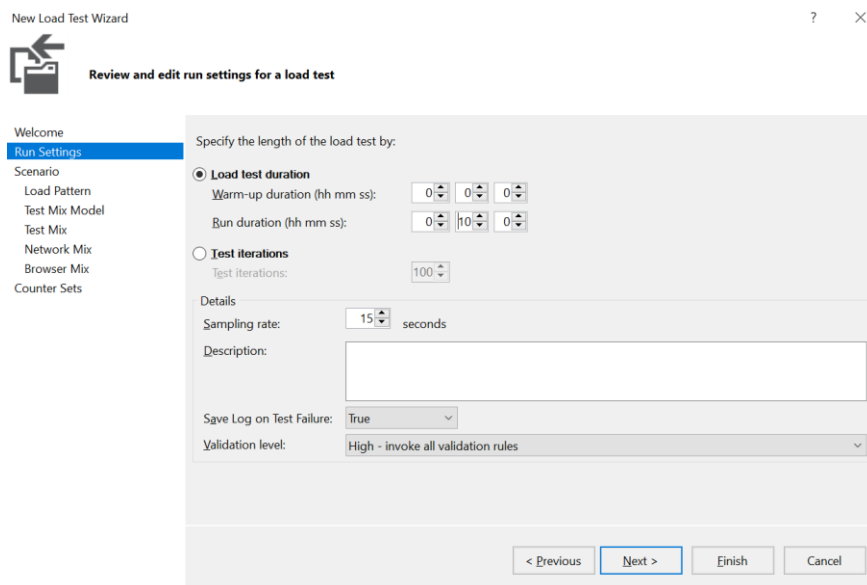 New Load Test Wizard ?
Review and edit run settings for a load test
Welcome
Run Settings
Scenario
Load Pattern
Test Mix Model
Test Mix
Network Mix
Browser Mix
Counter Sets
Specify the length of the load test by:
Load test duration
Warm-up duration (hh mm ss): 0 0 0
Run duration (hh mm ss): 0 10 0
Test iterations
Test iterations: 100
Details
Sampling rate: 15 seconds
Description:
Save Log on Test Failure: True
Validation level: High - invoke all validation rules
< Previous Next > Finish Cancel